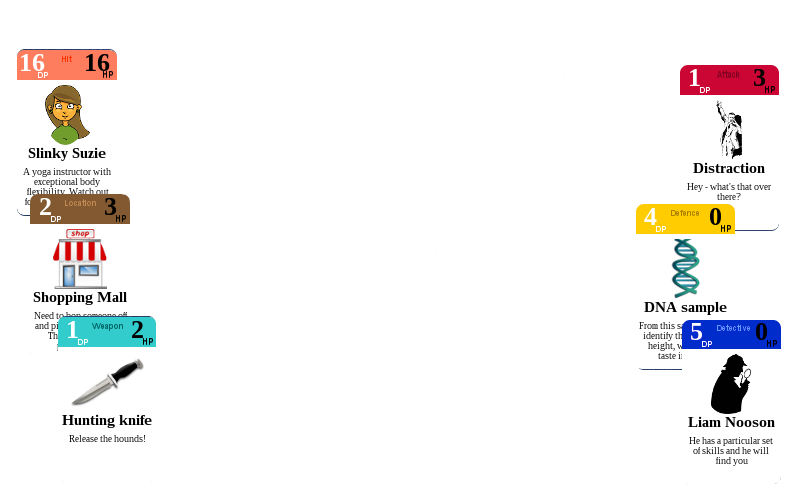 16 DP Hit 16 HP
Slinky Suzie
A yoga instructor with
exceptional body
flexibility. Watch out
2 DP Location 3 HP
shop
Shopping Mall
Need to hop someone off
and
1 DP Weapon 2 HP
Hunting knife
Release the hounds!
1 DP Attack 3 HP
Distraction
Hey - what's that over
there?
4 DP Defence 0 HP
DNA sample
From this
identify
height,
taste
5 DP Detective 0 HP
Liam Nooson
He has a particular set
of skills and he will
find you